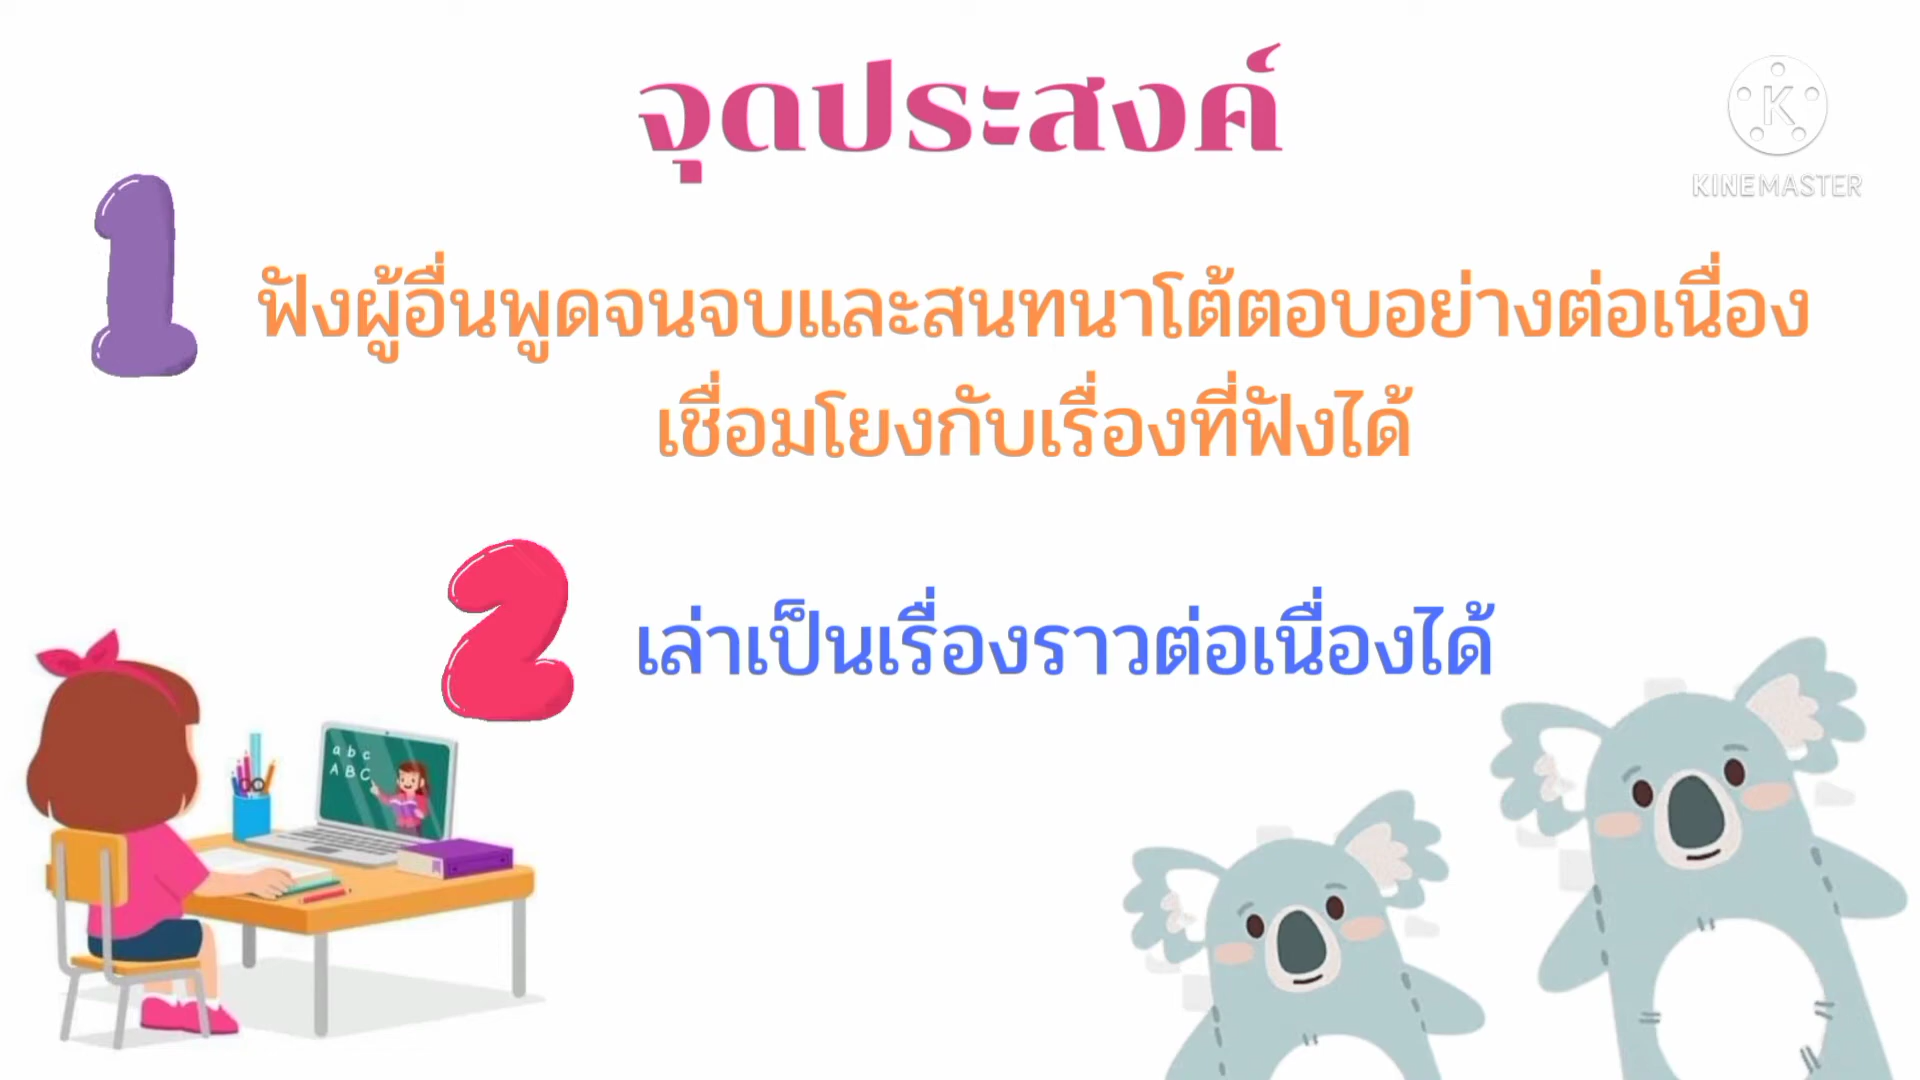 จุดประสงค์
KINEMASTER
1
ฟังผู้อื่นพูดจนจบและสนทนาโต้ตอบอย่างต่อเนื่อง
เชื่อมโยงกับเรื่องที่ฟังได้
2
เล่าเป็นเรื่องราวต่อเนื่องได้
a b c
A B C